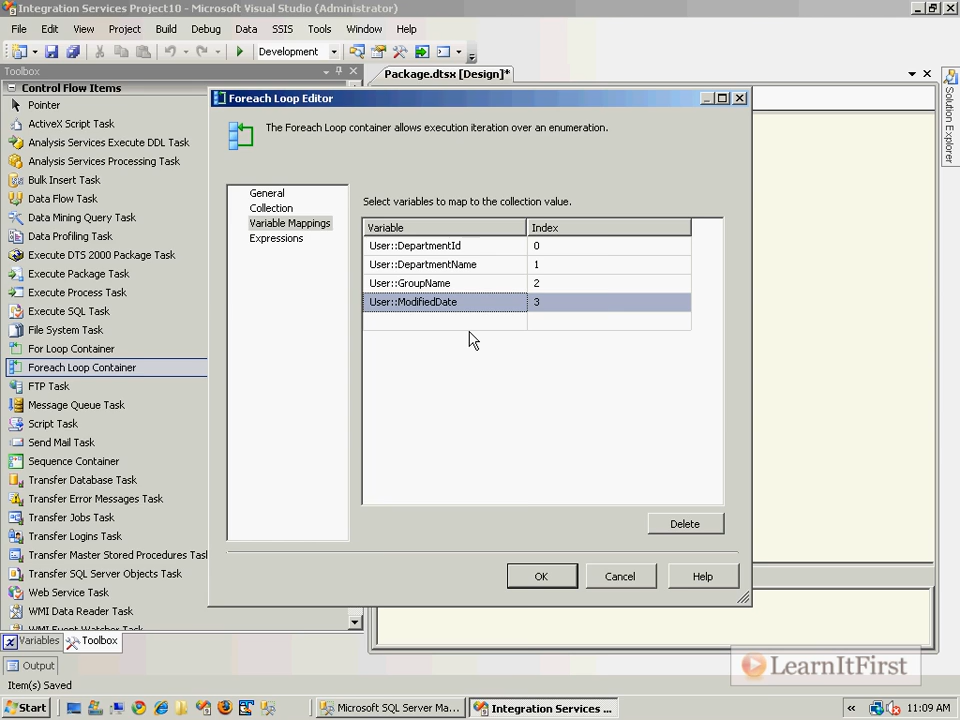 Integration Services Project10 - Microsoft Visual Studio (Administrator)
File Edit View Project Build Debug Data SSIS Tools Window Help
Development
Toolbox
Package.dtsx [Design]*
Control Flow Items
Pointer
ActiveX Script Task
Analysis Services Execute DDL Task
Analysis Services Processing Task
Bulk Insert Task
Data Flow Task
Data Mining Query Task
Data Profiling Task
Execute DTS 2000 Package Task
Execute Package Task
Execute Process Task
Execute SQL Task
File System Task
For Loop Container
Foreach Loop Container
FTP Task
Message Queue Task
Script Task
Send Mail Task
Sequence Container
Transfer Database Task
Transfer Error Messages Task
Transfer Jobs Task
Transfer Logins Task
Transfer Master Stored Procedures Task
Transfer SQL Server Objects Task
Web Service Task
WMI Data Reader Task
WMI Event Watcher Task
Variables Toolbox
Output
Item(s) Saved
Foreach Loop Editor
The Foreach Loop container allows execution iteration over an enumeration.
General
Collection
Variable Mappings
Expressions
Select variables to map to the collection value.
Variable Index
User::DepartmentId 0
User::DepartmentName 1
User::GroupName 2
User::ModifiedDate 3
Delete
OK Cancel Help
Solution Explorer
LearnItFirst
Start Microsoft SQL Server Ma... Integration Services ... « 11:09 AM